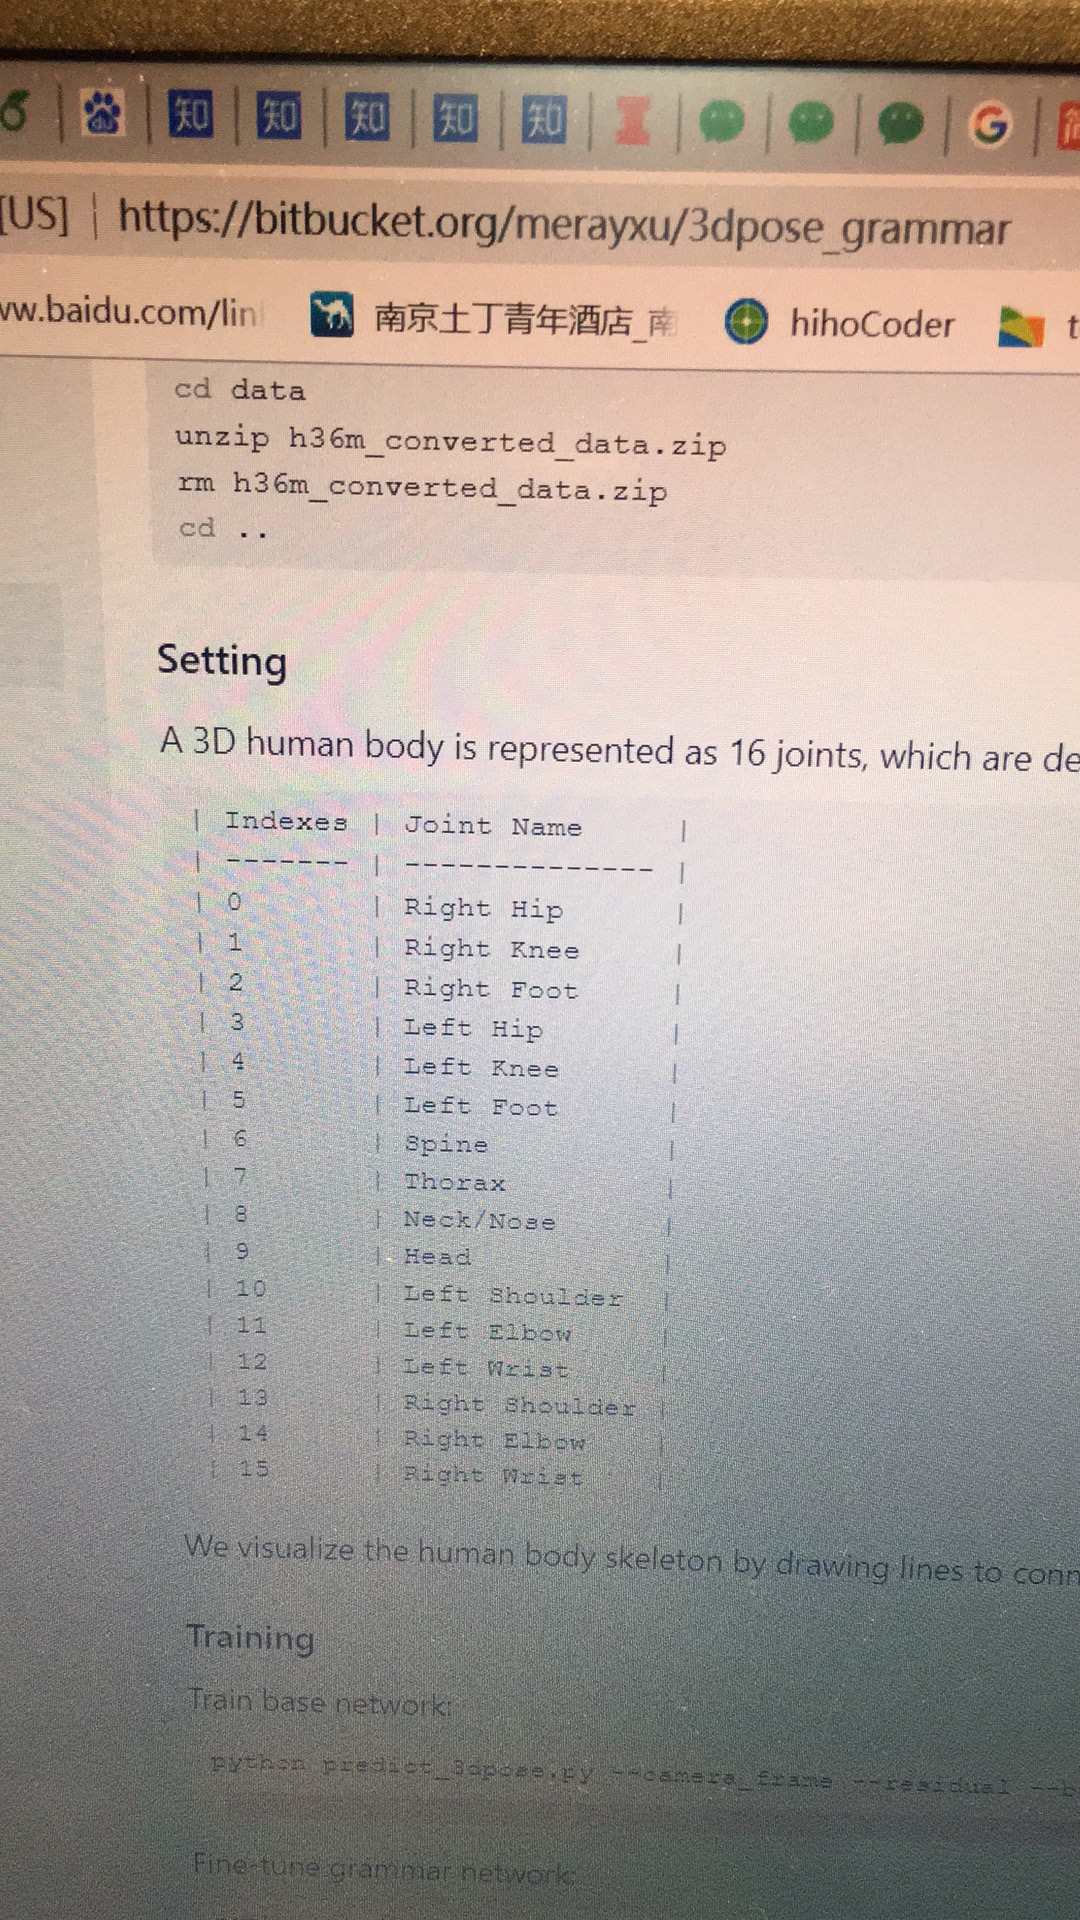 du 知 知 知 知 知 G
[US] | https://bitbucket.org/merayxu/3dpose_grammar
ww.baidu.com/lin 南京土丁青年酒店_南 hihoCoder t
cd data
unzip h36m_converted_data.zip
rm h36m_converted_data.zip
cd ..
Setting
A 3D human body is represented as 16 joints, which are de
| Indexes | Joint Name |
| ------- | -------------- |
| 0 | Right Hip |
| 1 | Right Knee |
| 2 | Right Foot |
| 3 | Left Hip |
| 4 | Left Knee |
| 5 | Left Foot |
| 6 | Spine |
| 7 | Thorax |
| 8 | Neck/Nose |
| 9 | Head |
| 10 | Left Shoulder |
| 11 | Left Elbow |
| 12 | Left Wrist |
| 13 | Right Shoulder |
| 14 | Right Elbow |
| 15 | Right Wrist |
We visualize the human body skeleton by drawing lines to conn
Training
Train base network:
python predict_3dpose.py --camera_frame --residual --b
Fine-tune grammar network: